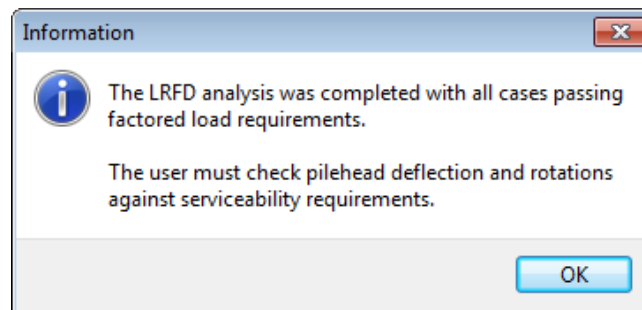 Information
The LRFD analysis was completed with all cases passing
factored load requirements.
The user must check pilehead deflection and rotations
against serviceability requirements.
OK